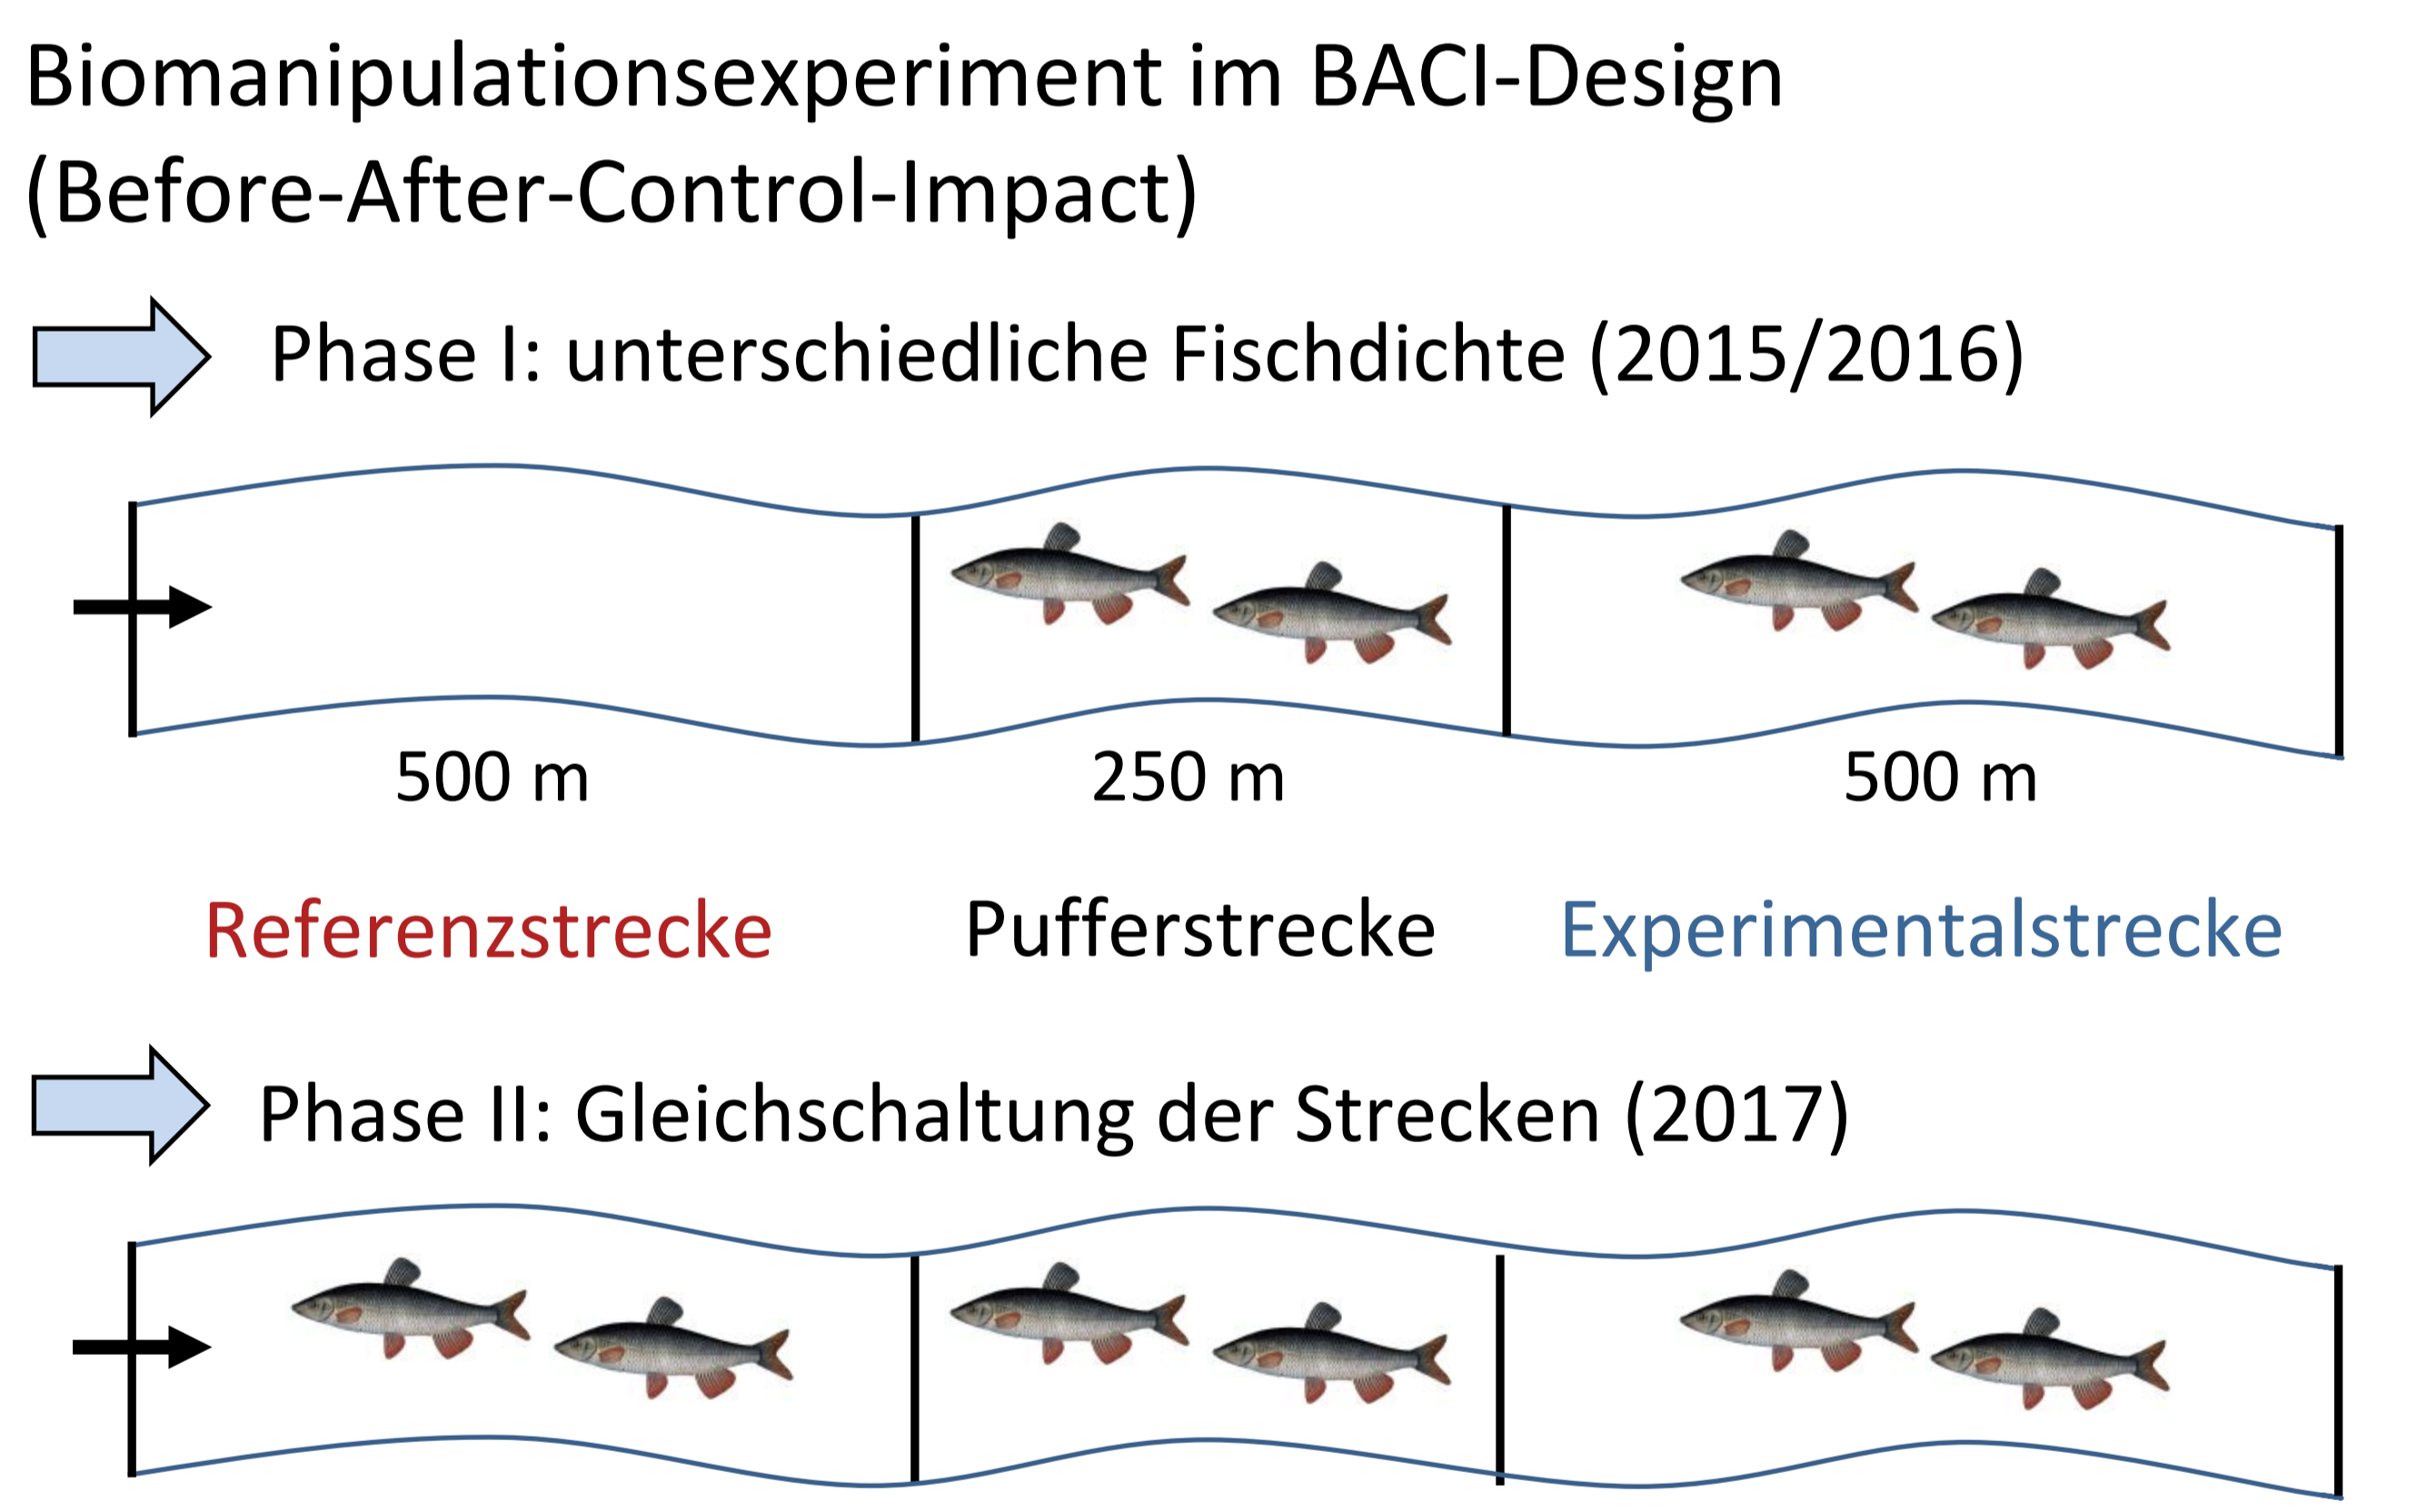 Biomanipulationsexperiment im BACI-Design
(Before-After-Control-Impact)
Phase I: unterschiedliche Fischdichte (2015/2016)
500 m 250 m 500 m
Referenzstrecke Pufferstrecke Experimentalstrecke
Phase II: Gleichschaltung der Strecken (2017)